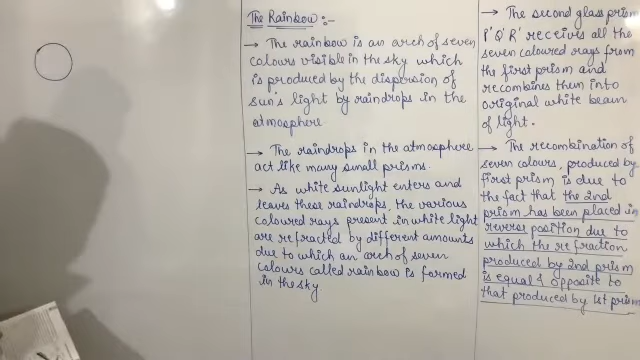 The Rainbow :-
→ The rainbow is an arch of seven
colours visible in the sky which
is produced by the dispersion of
sun's light by raindrops in the
atmosphere
→ The raindrops in the atmosphere
act like many small prisms.
→ As white sunlight enters and
leaves these raindrops, the various
coloured rays present in white light
are refracted by different amounts
due to which an arch of seven
colours called rainbow is formed
in the sky
→ The second glass prism
P'Q'R' receives all the
seven coloured rays from
the first prism and
recombines them into
original white beam
of light.
→ The recombination of
seven colours, produced by
first prism is due to
the fact that the 2nd
prism has been placed in
reverse position due to
which the refraction
produced by 2nd prism
is equal & opposite to
that produced by 1st prism